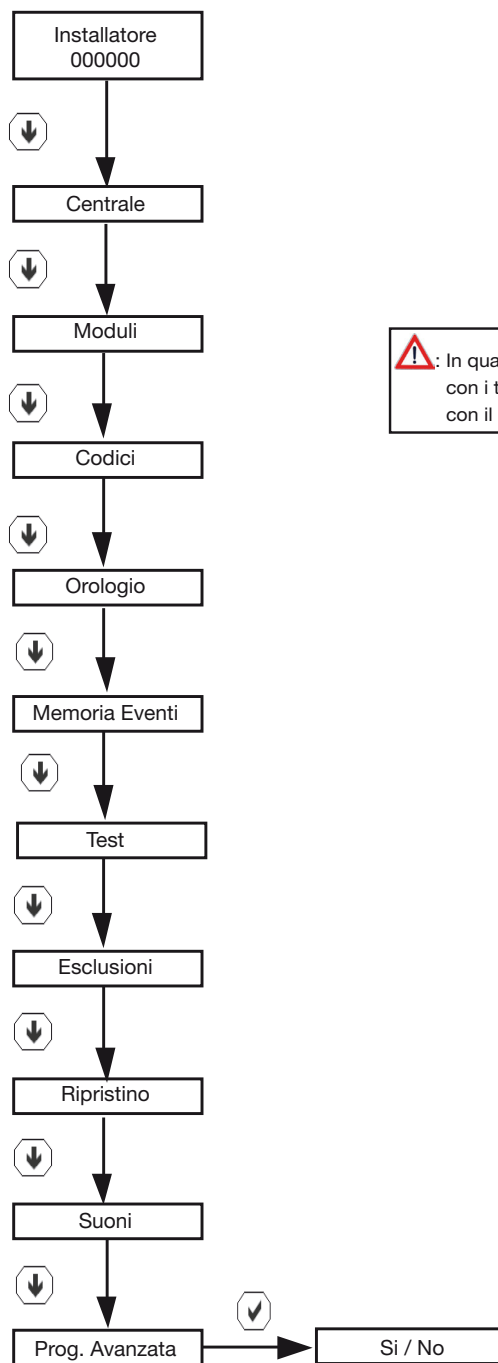 Installatore
000000
Centrale
Moduli
: In qua
con i t
con il
Codici
Orologio
Memoria Eventi
Test
Esclusioni
Ripristino
Suoni
Prog. Avanzata
Si / No